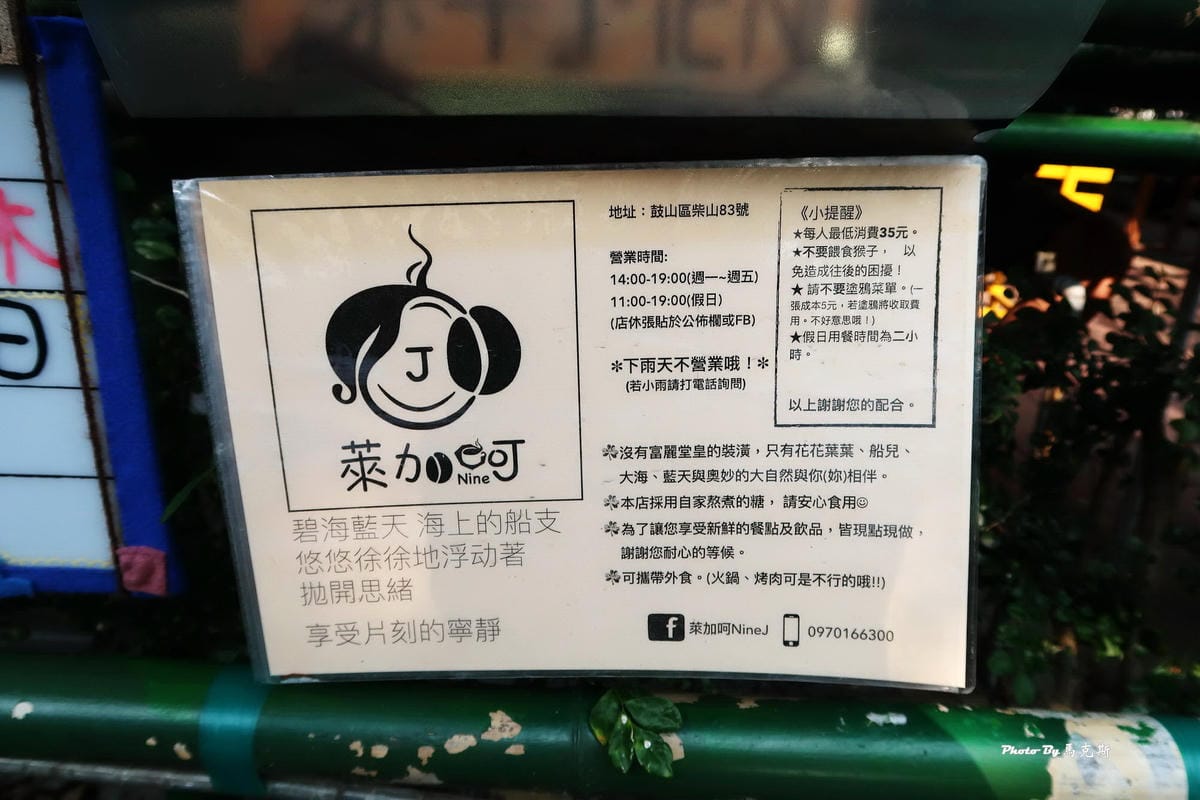 木
日
J
萊加呵
Nine
碧海藍天 海上的船支
悠悠徐徐地浮动著
拋開思緒
享受片刻的寧靜
地址：鼓山區柴山83號
營業時間:
14:00-19:00(週一~週五)
11:00-19:00(假日)
(店休張貼於公佈欄或FB)
＊下雨天不營業哦！＊
(若小雨請打電話詢問)
《小提醒》
★每人最低消費35元。
★不要餵食猴子， 以
免造成往後的困擾！
★ 請不要塗鴉菜單。(一
張成本5元，若塗鴉將收取費
用。不好意思哦！)
★假日用餐時間為二小
時。
以上謝謝您的配合。
☘沒有富麗堂皇的裝潢，只有花花葉葉、船兒、
大海、藍天與奧妙的大自然與你(妳)相伴。
☘本店採用自家熬煮的糖， 請安心食用☺
☘為了讓您享受新鮮的餐點及飲品，皆現點現做，
謝謝您耐心的等候。
☘可攜帶外食。(火鍋、烤肉可是不行的哦!!)
f 萊加呵NineJ 0970166300
Photo By 馬克斯